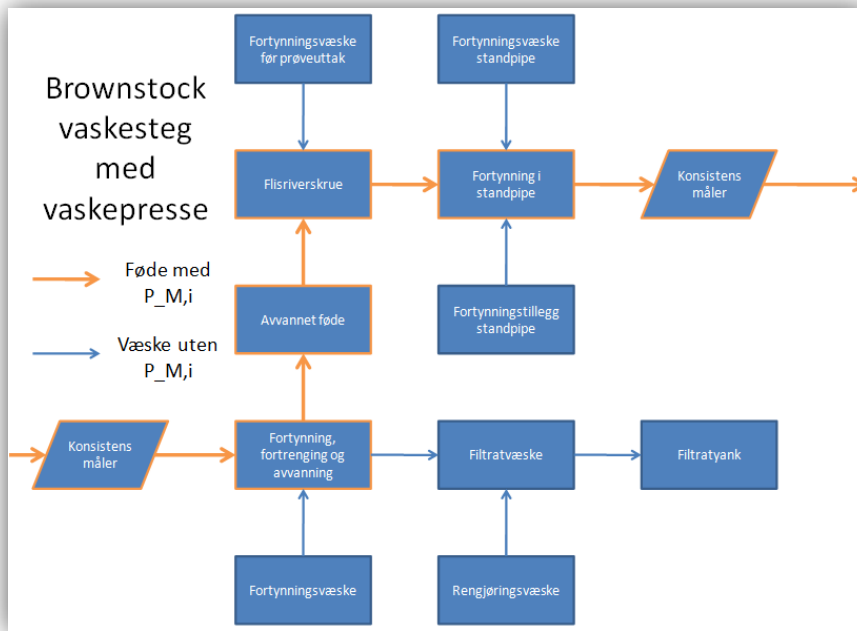 Brownstock
vaskesteg
med
vaskepresse
Fortynningsvæske
før prøveuttak
Fortynningsvæske
standpipe
Flisriverskrue
Fortynning i
standpipe
Konsistens
måler
Føde med
P_M,i
Avvannet føde
Fortynningstillegg
standpipe
Væske uten
P_M,i
Konsistens
måler
Fortynning,
fortrenging og
avvanning
Filtratvæske
Filtratyank
Fortynningsvæske
Rengjøringsvæske